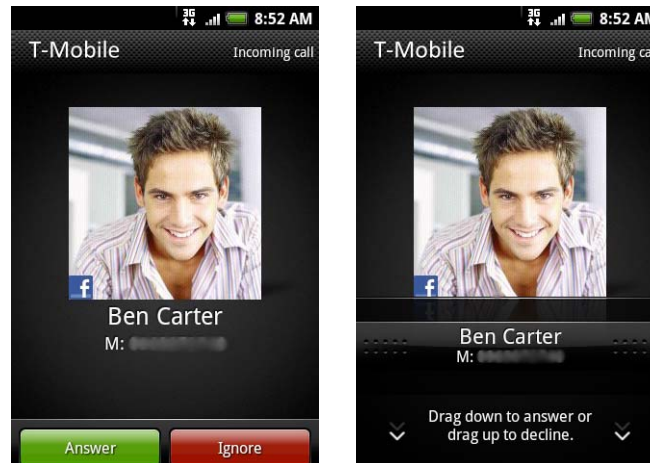 3G 8:52 AM
T-Mobile Incoming call
f
Ben Carter
M:
Answer Ignore
3G 8:52 AM
T-Mobile Incoming ca
f
Ben Carter
M:
Drag down to answer or
drag up to decline.